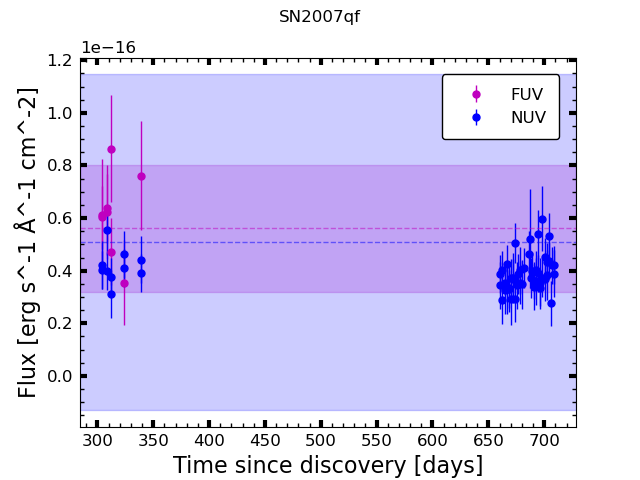 SN2007qf
1e−16
1.2
1.0
0.8
0.6
0.4
0.2
0.0
Flux [erg s^-1 Å^-1 cm^-2]
FUV
NUV
300 350 400 450 500 550 600 650 700
Time since discovery [days]